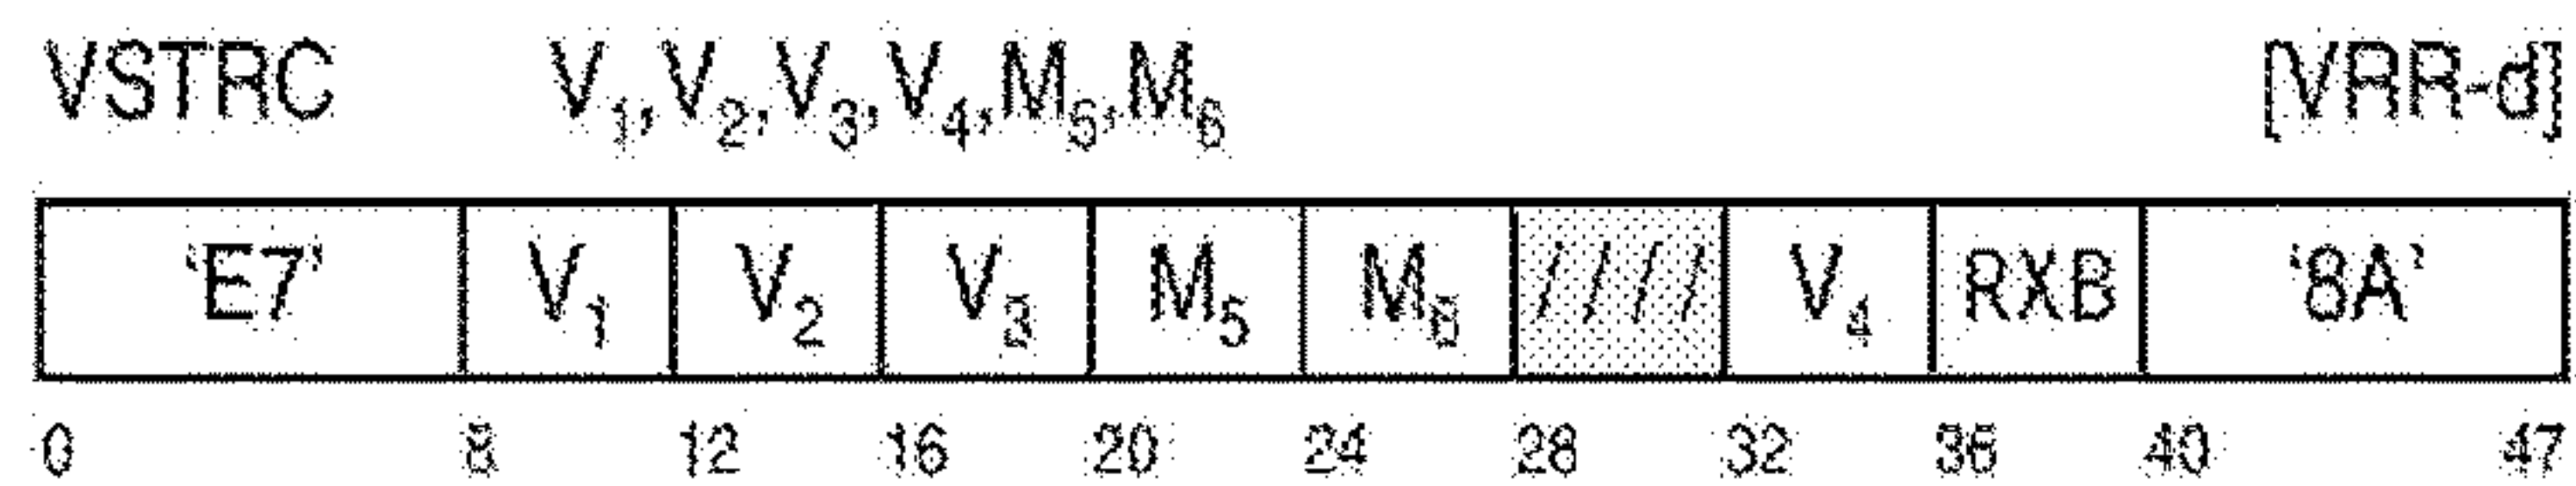 VSTRC V₁,V₂,V₃,V₄,M₅,M₆ [VRR-d]
'E7' V₁ V₂ V₃ M₅ M₆ //// V₄ RXB '8A'
0 8 12 16 20 24 28 32 36 40 47